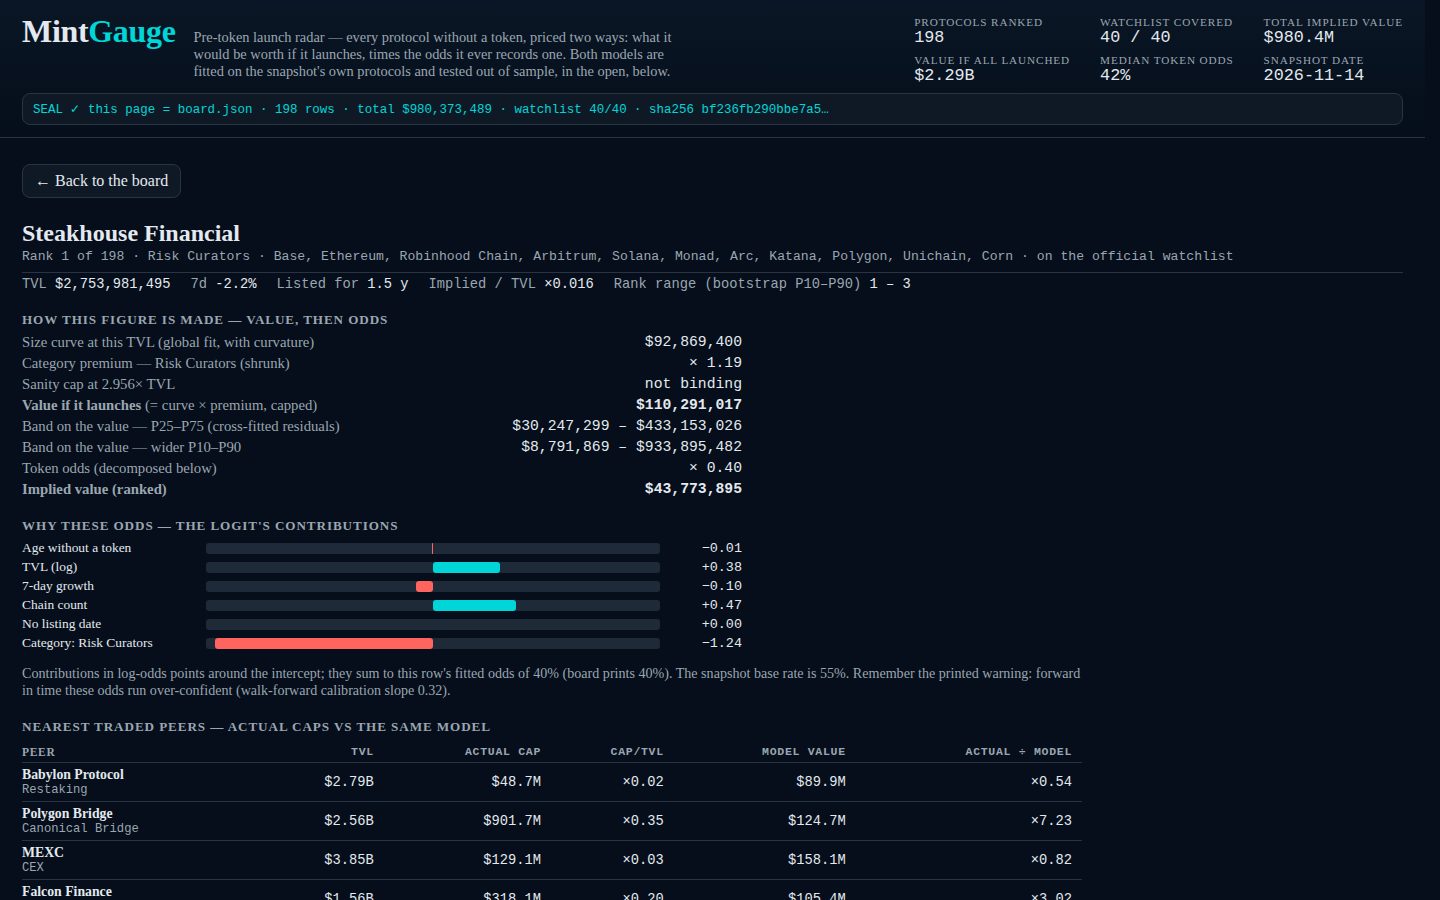 MintGauge
Pre-token launch radar — every protocol without a token, priced two ways: what it
would be worth if it launches, times the odds it ever records one. Both models are
fitted on the snapshot's own protocols and tested out of sample, in the open, below.
PROTOCOLS RANKED
198
WATCHLIST COVERED
40 / 40
TOTAL IMPLIED VALUE
$980.4M
VALUE IF ALL LAUNCHED
$2.29B
MEDIAN TOKEN ODDS
42%
SNAPSHOT DATE
2026-11-14
SEAL ✓ this page = board.json · 198 rows · total $980,373,489 · watchlist 40/40 · sha256 bf236fb290bbe7a5…
← Back to the board
Steakhouse Financial
Rank 1 of 198 · Risk Curators · Base, Ethereum, Robinhood Chain, Arbitrum, Solana, Monad, Arc, Katana, Polygon, Unichain, Corn · on the official watchlist
TVL $2,753,981,495 7d -2.2% Listed for 1.5 y Implied / TVL ×0.016 Rank range (bootstrap P10–P90) 1 – 3
HOW THIS FIGURE IS MADE — VALUE, THEN ODDS
Size curve at this TVL (global fit, with curvature) $92,869,400
Category premium — Risk Curators (shrunk) × 1.19
Sanity cap at 2.956× TVL not binding
Value if it launches (= curve × premium, capped) $110,291,017
Band on the value — P25–P75 (cross-fitted residuals) $30,247,299 – $433,153,026
Band on the value — wider P10–P90 $8,791,869 – $933,895,482
Token odds (decomposed below) × 0.40
Implied value (ranked) $43,773,895
WHY THESE ODDS — THE LOGIT'S CONTRIBUTIONS
Age without a token −0.01
TVL (log) +0.38
7-day growth −0.10
Chain count +0.47
No listing date +0.00
Category: Risk Curators −1.24
Contributions in log-odds points around the intercept; they sum to this row's fitted odds of 40% (board prints 40%). The snapshot base rate is 55%. Remember the printed warning: forward
in time these odds run over-confident (walk-forward calibration slope 0.32).
NEAREST TRADED PEERS — ACTUAL CAPS VS THE SAME MODEL
PEER TVL ACTUAL CAP CAP/TVL MODEL VALUE ACTUAL ÷ MODEL
Babylon Protocol $2.79B $48.7M ×0.02 $89.9M ×0.54
Restaking
Polygon Bridge $2.56B $901.7M ×0.35 $124.7M ×7.23
Canonical Bridge
MEXC $3.85B $129.1M ×0.03 $158.1M ×0.82
CEX
Falcon Finance $1.56B $318.1M ×0.20 $105.4M ×3.02